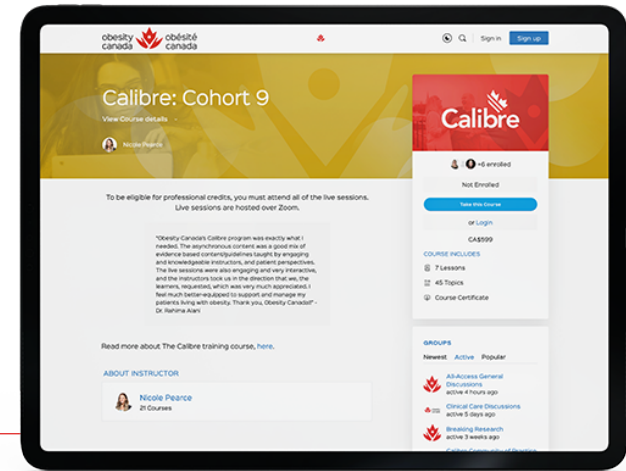 obesity canada obésité canada
Sign in
Sign up
Calibre: Cohort 9
View Course details
Nicole Pearce
Calibre
+6 enrolled
Not Enrolled
Take this Course
or Login
CA$599
COURSE INCLUDES
7 Lessons
45 Topics
Course Certificate
To be eligible for professional credits, you must attend all of the live sessions.
Live sessions are hosted over Zoom.
"Obesity Canada's Calibre program was exactly what I
needed. The asynchronous content was a good mix of
evidence based content/guidelines taught by engaging
and knowledgeable instructors, and patient perspectives.
The live sessions were also engaging and very interactive,
and the instructors took us in the direction that we, the
learners, requested, which was very much appreciated. I
feel much better-equipped to support and manage my
patients living with obesity. Thank you, Obesity Canada!" -
Dr. Rahima Alani
Read more about The Calibre training course, here.
ABOUT INSTRUCTOR
Nicole Pearce
21 Courses
GROUPS
Newest Active Popular
All-Access General
Discussions
active 4 hours ago
Clinical Care Discussions
active 5 days ago
Breaking Research
active 3 weeks ago
Calibre Community of Practice